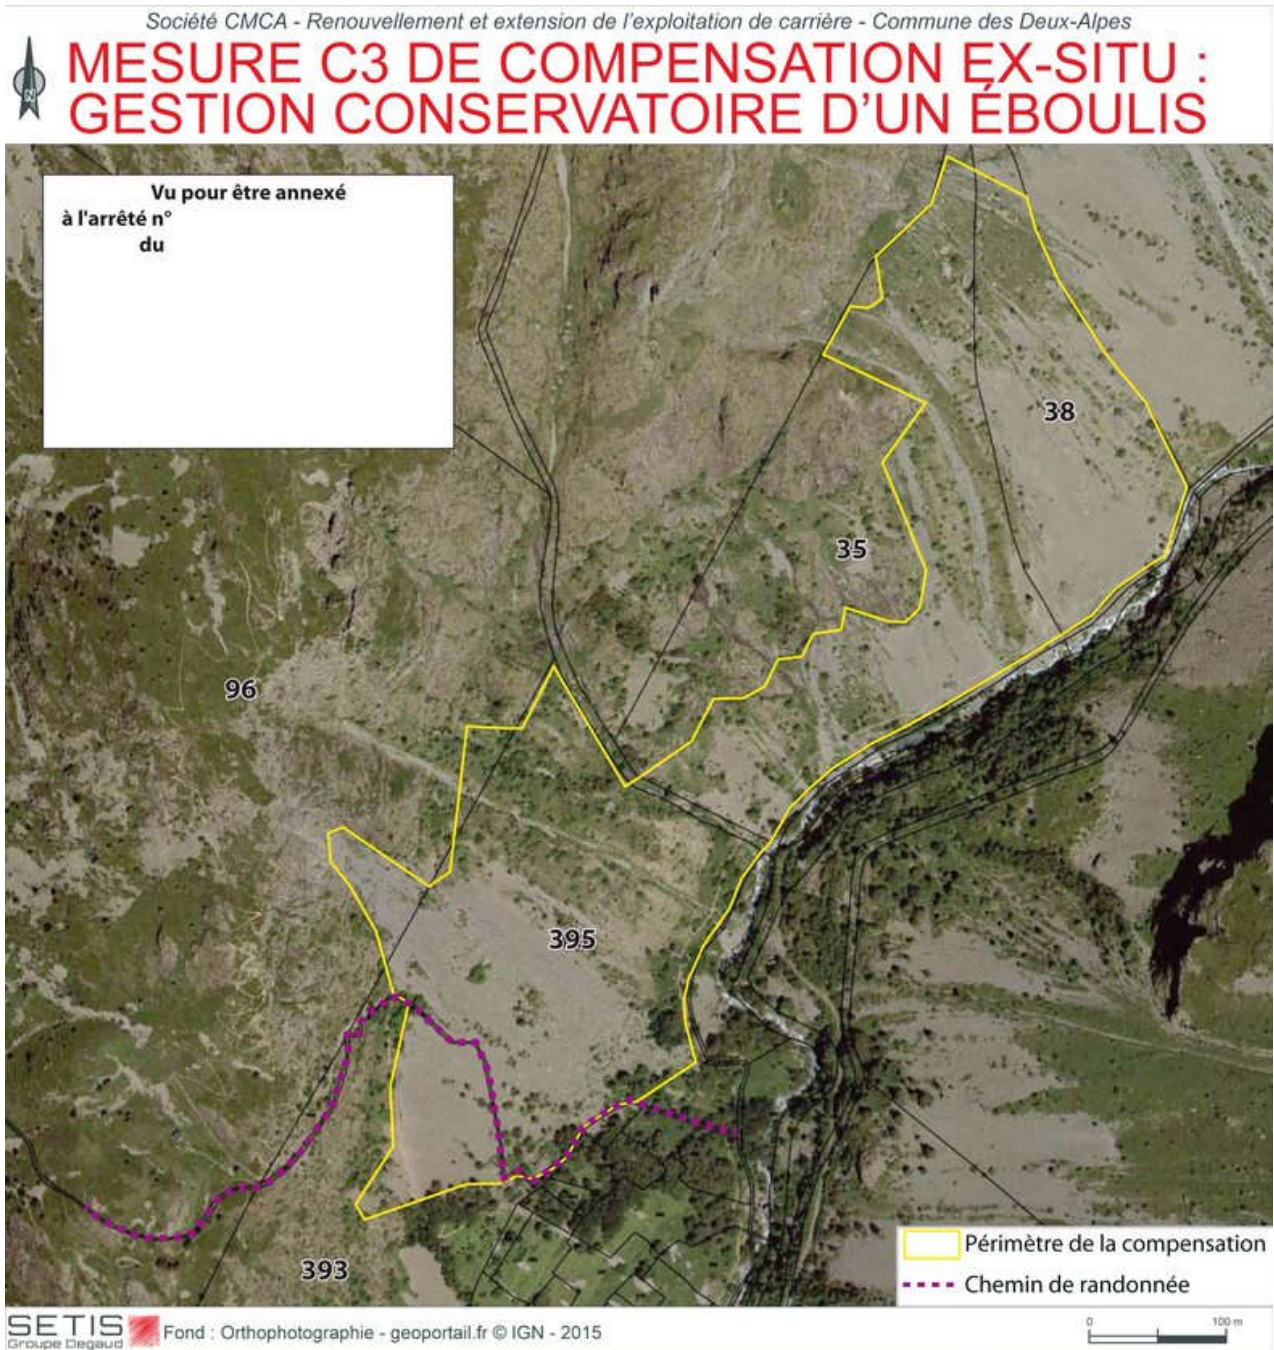 Société CMCA - Renouvellement et extension de l'exploitation de carrière - Commune des Deux-Alpes
MESURE C3 DE COMPENSATION EX-SITU :
GESTION CONSERVATOIRE D'UN ÉBOULIS
N
Vu pour être annexé
à l'arrêté n°
du
38
35
96
395
393
Périmètre de la compensation
Chemin de randonnée
SETIS
Groupe Degaud
Fond : Orthophotographie - geoportail.fr © IGN - 2015
0 100 m